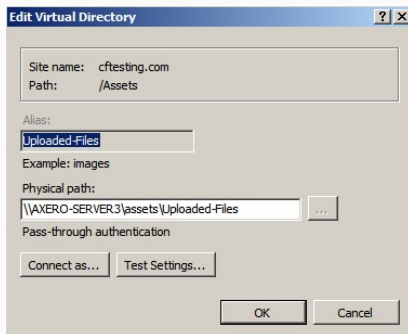 Edit Virtual Directory
Site name: cftesting.com
Path: /Assets
Alias:
Uploaded-Files
Example: images
Physical path:
\\AXERO-SERVER3\assets\Uploaded-Files
...
Pass-through authentication
Connect as... Test Settings...
OK Cancel